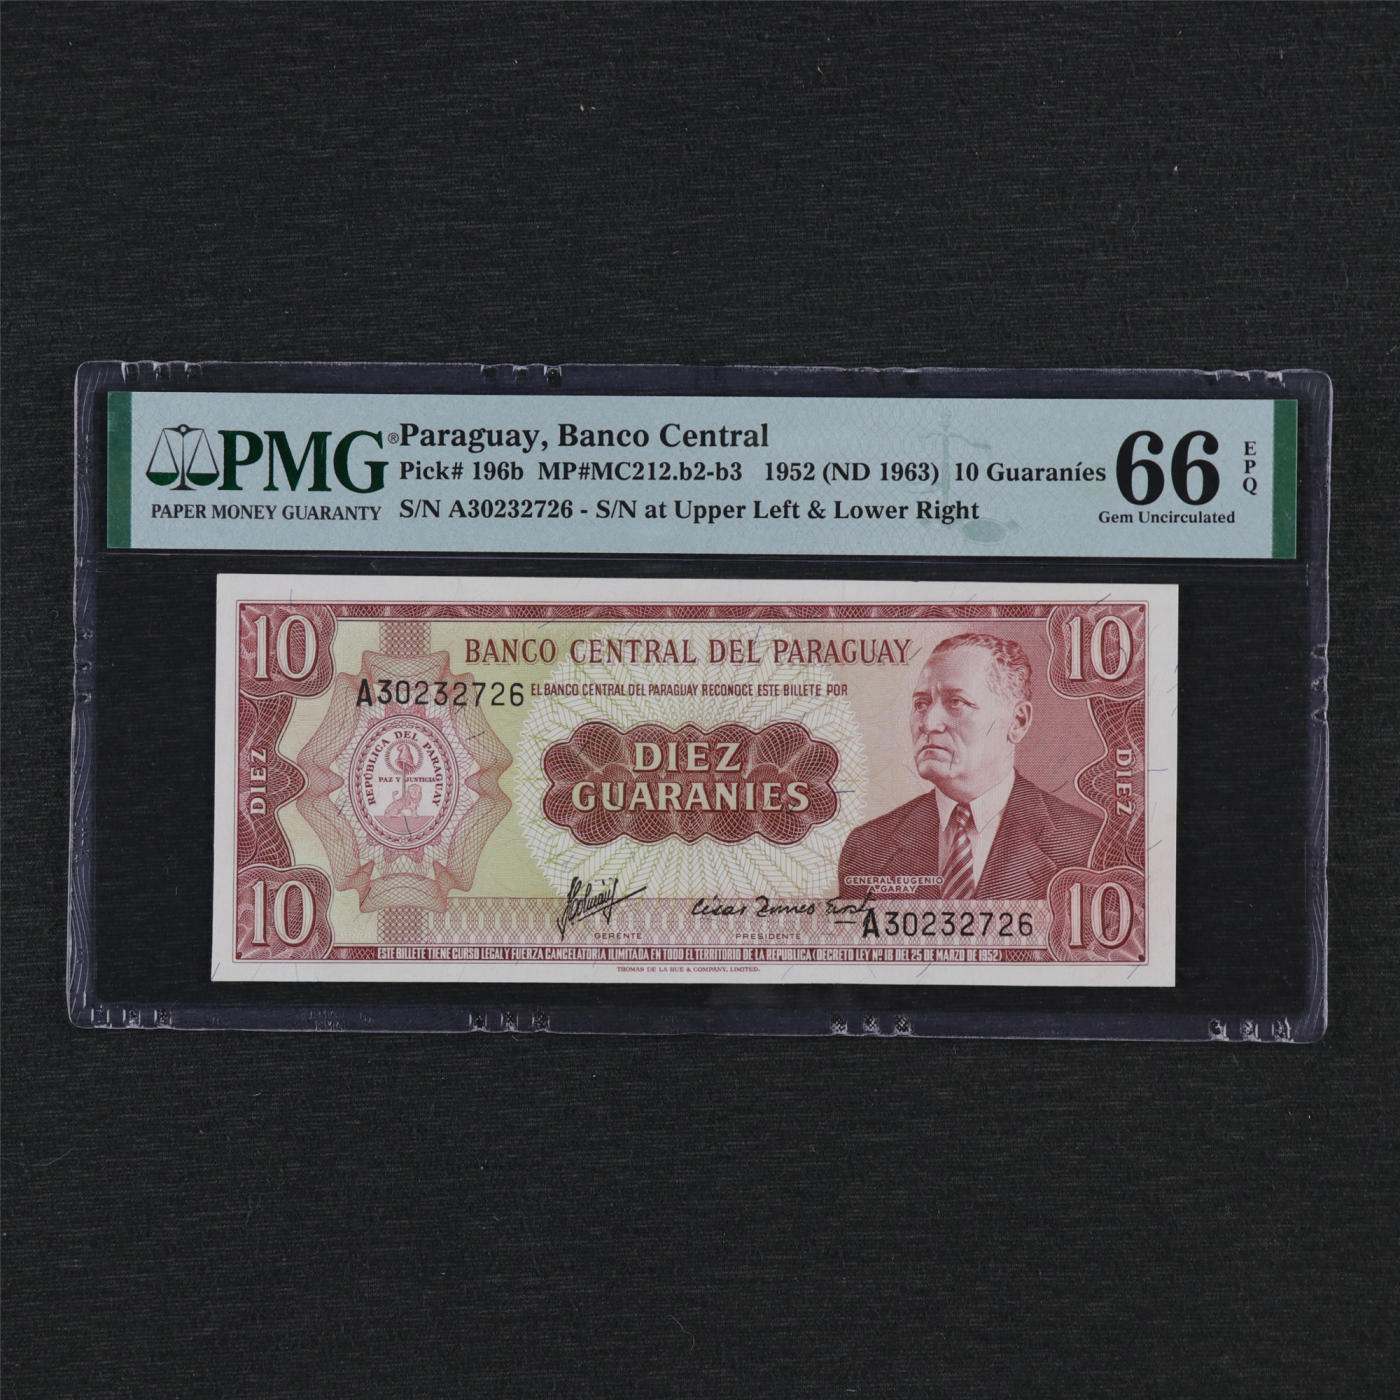 PMG®
PAPER MONEY GUARANTY
Paraguay, Banco Central
Pick# 196b MP#MC212.b2-b3 1952 (ND 1963) 10 Guaraníes
S/N A30232726 - S/N at Upper Left & Lower Right
66
EPQ
Gem Uncirculated
10
10
BANCO CENTRAL DEL PARAGUAY
A30232726
EL BANCO CENTRAL DEL PARAGUAY RECONOCE ESTE BILLETE POR
REPÚBLICA DEL PARAGUAY
PAZ Y JUSTICIA
DIEZ
DIEZ
GUARANIES
DIEZ
GENERAL EUGENIO
A. GARAY
10
10
GERENTE
PRESIDENTE
A30232726
ESTE BILLETE TIENE CURSO LEGAL Y FUERZA CANCELATORIA ILIMITADA EN TODO EL TERRITORIO DE LA REPUBLICA (DECRETO LEY Nº 18 DEL 25 DE MARZO DE 1952)
THOMAS DE LA RUE & COMPANY, LIMITED.